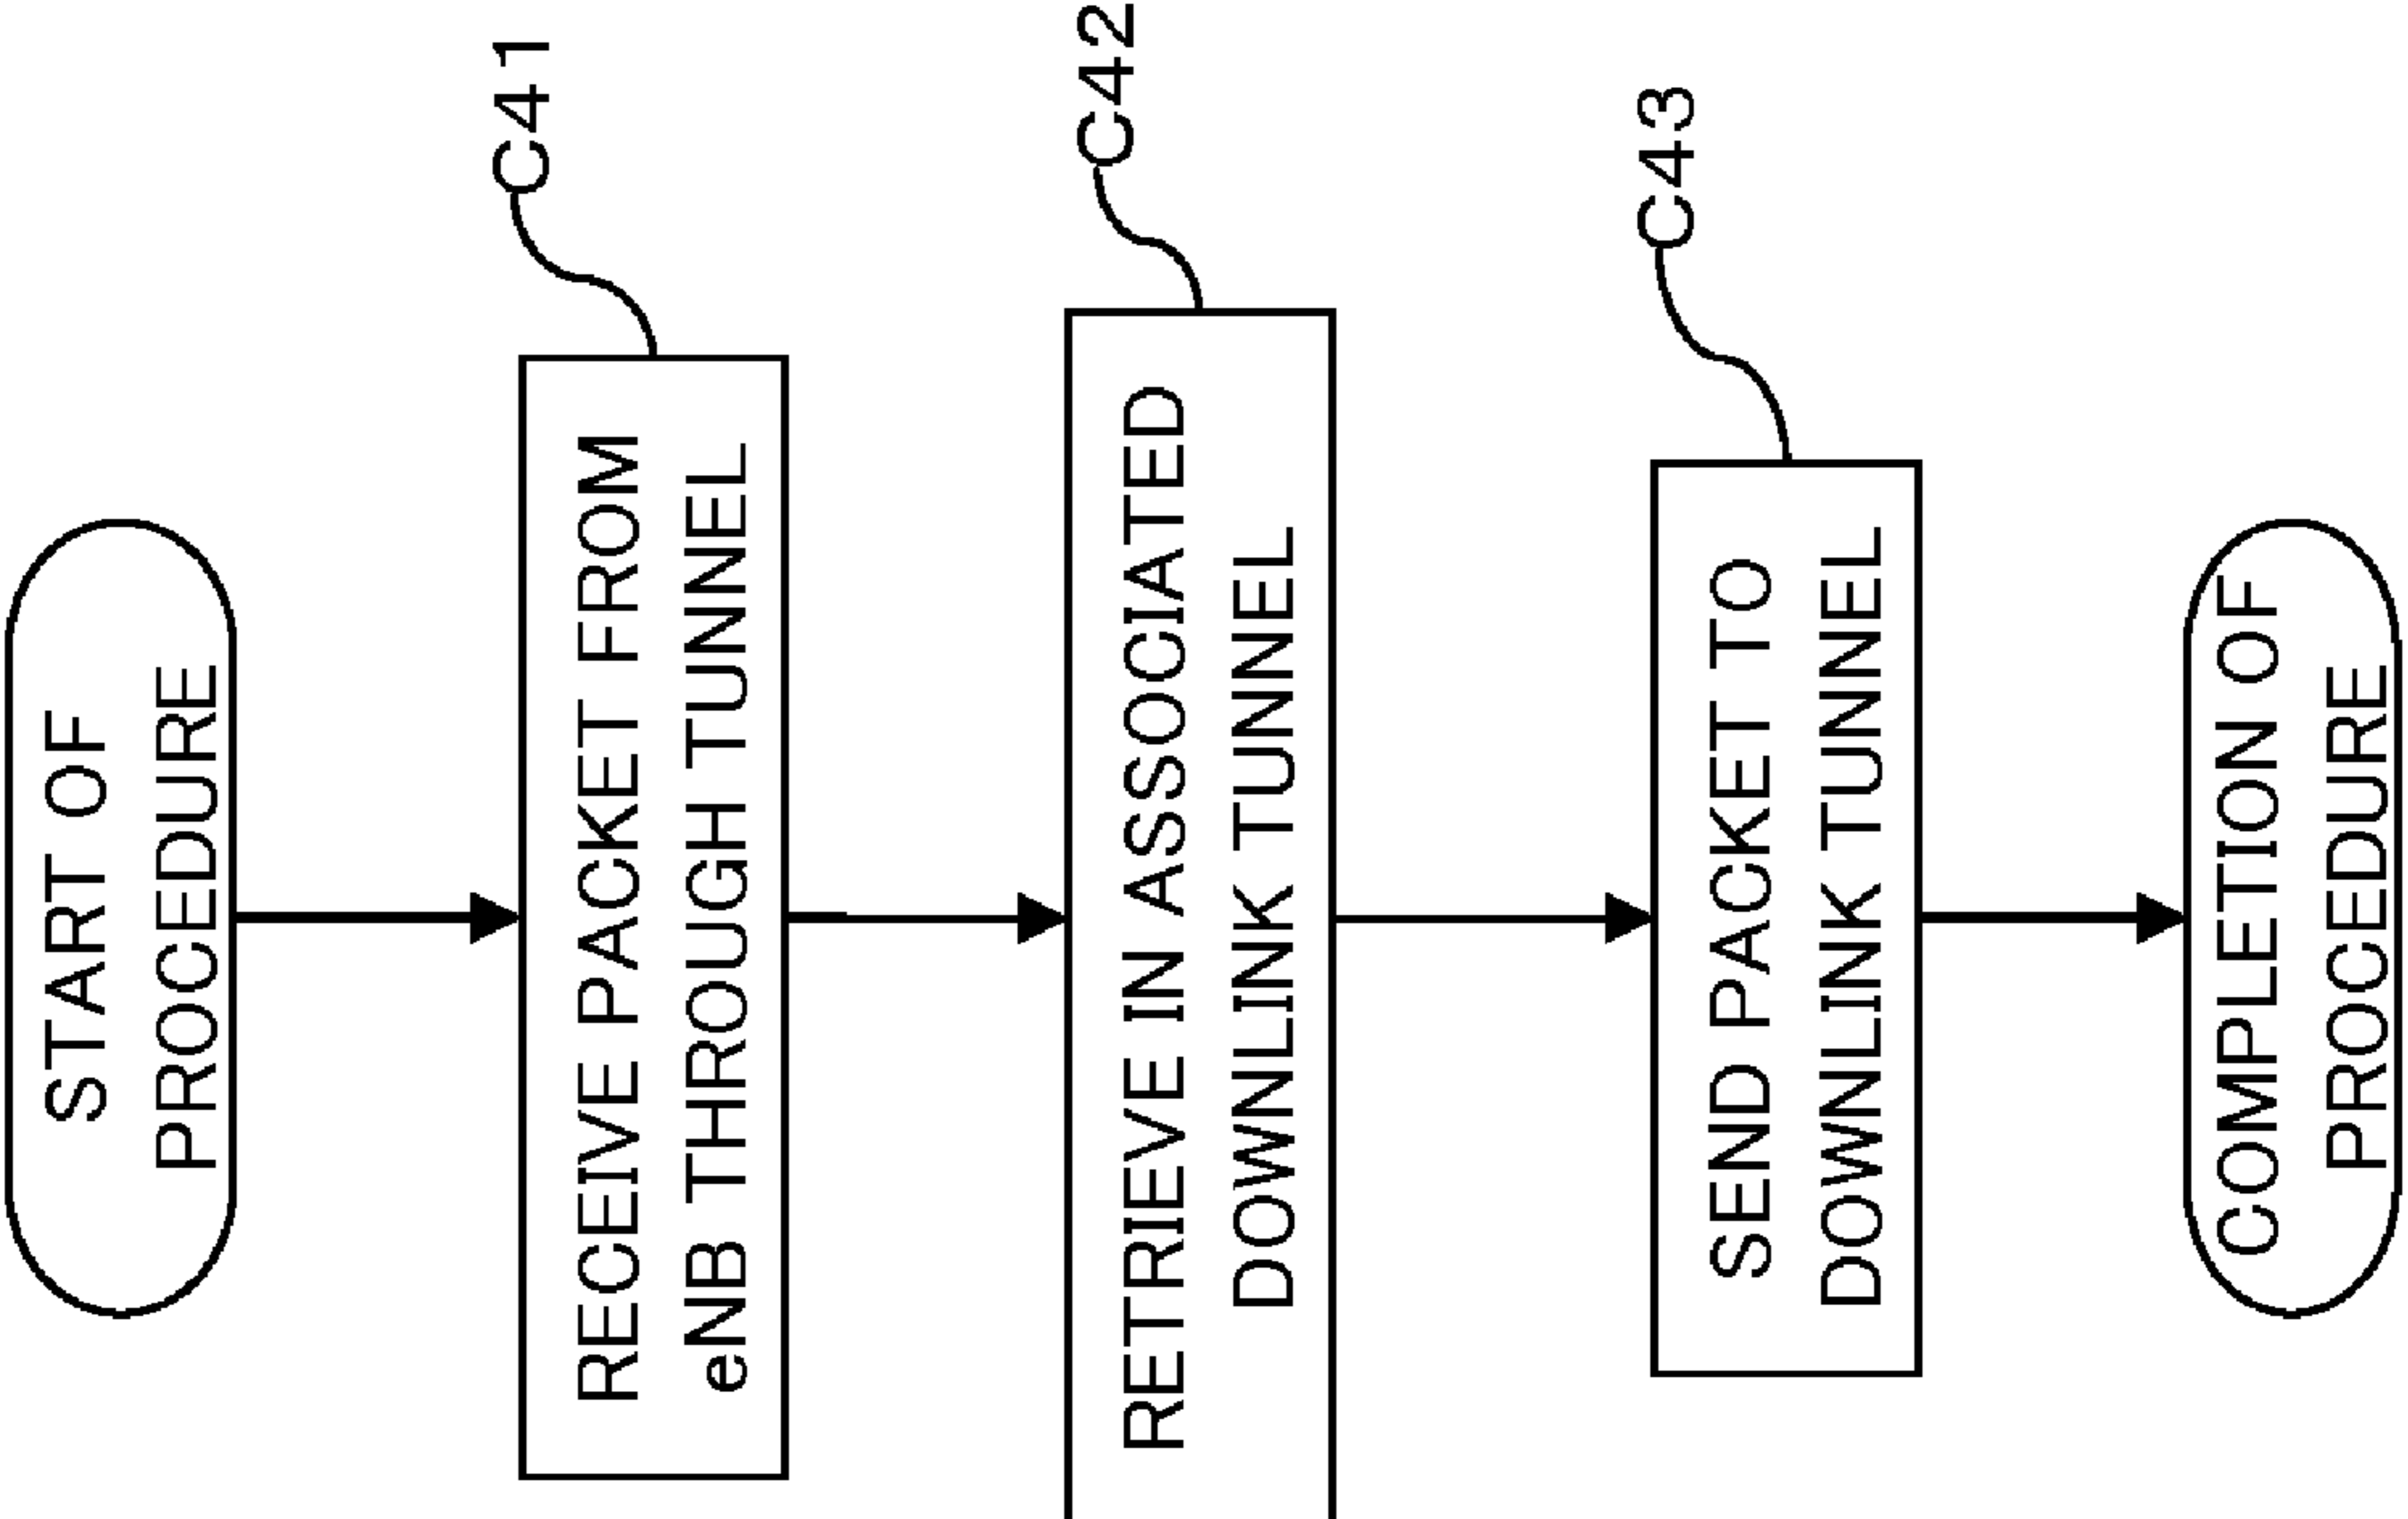 START OF
PROCEDURE
C41
RECEIVE PACKET FROM
eNB THROUGH TUNNEL
C42
RETRIEVE IN ASSOCIATED
DOWNLINK TUNNEL
C43
SEND PACKET TO
DOWNLINK TUNNEL
COMPLETION OF
PROCEDURE